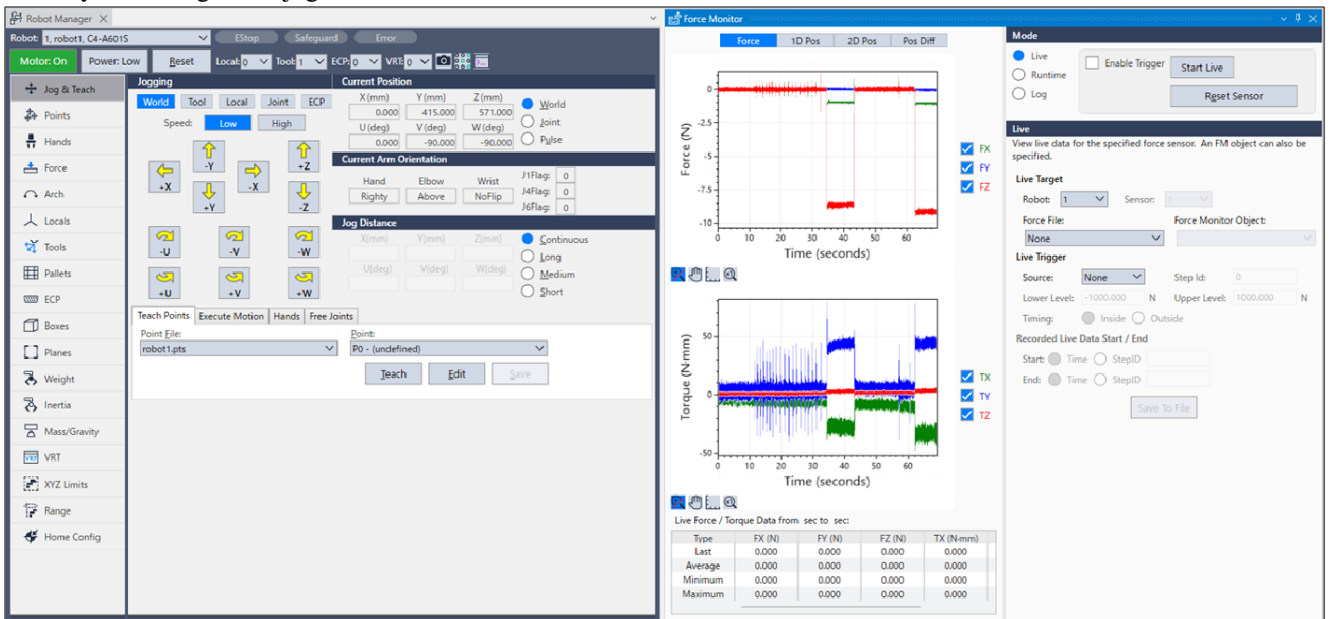 Robot Manager
Robot: 1, robot1, C4-A601S
EStop Safeguard Error
Motor: On Power: Low Reset Local: 0 Tool: 1 ECP: 0 VRT: 0
Jog & Teach
Points
Hands
Force
Arch
Locals
Tools
Pallets
ECP
Boxes
Planes
Weight
Inertia
Mass/Gravity
VRT
XYZ Limits
Range
Home Config
Jogging
World Tool Local Joint ECP
Speed: Low High
-Y +Z
+X -X
+Y -Z
-U -V -W
+U +V +W
Current Position
X (mm) Y (mm) Z (mm)
0.000 415.000 571.000
U (deg) V (deg) W (deg)
0.000 -90.000 -90.000
World
Joint
Pulse
Current Arm Orientation
Hand Elbow Wrist
Righty Above NoFlip
J1Flag: 0
J4Flag: 0
J6Flag: 0
Jog Distance
X(mm) Y(mm) Z(mm)
U(deg) V(deg) W(deg)
Continuous
Long
Medium
Short
Teach Points Execute Motion Hands Free Joints
Point File: Point:
robot1.pts P0 - (undefined)
Teach Edit Save
Force Monitor
Force 1D Pos 2D Pos Pos Diff
Force (N)
0
-2.5
-5
-7.5
-10
0 10 20 30 40 50 60
Time (seconds)
FX
FY
FZ
Torque (N-mm)
50
0
-50
0 10 20 30 40 50 60
Time (seconds)
TX
TY
TZ
Live Force / Torque Data from sec to sec:
Type FX (N) FY (N) FZ (N) TX (N-mm)
Last 0.000 0.000 0.000 0.000
Average 0.000 0.000 0.000 0.000
Minimum 0.000 0.000 0.000 0.000
Maximum 0.000 0.000 0.000 0.000
Mode
Live
Runtime
Log
Enable Trigger Start Live
Reset Sensor
Live
View live data for the specified force sensor. An FM object can also be
specified.
Live Target
Robot: 1 Sensor: 1
Force File: Force Monitor Object:
None
Live Trigger
Source: None Step Id: 0
Lower Level: -1000.000 N Upper Level: 1000.000 N
Timing: Inside Outside
Recorded Live Data Start / End
Start: Time StepID
End: Time StepID
Save To File